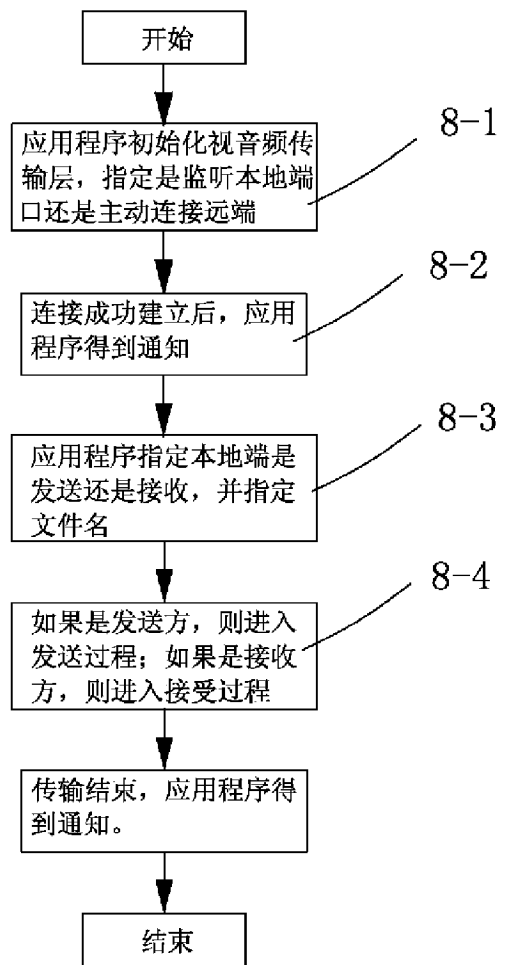 开始
应用程序初始化视音频传
输层，指定是监听本地端
口还是主动连接远端
8-1
连接成功建立后，应用
程序得到通知
8-2
应用程序指定本地端是
发送还是接收，并指定
文件名
8-3
如果是发送方，则进入
发送过程；如果是接收
方，则进入接受过程
8-4
传输结束，应用程序得
到通知。
结束